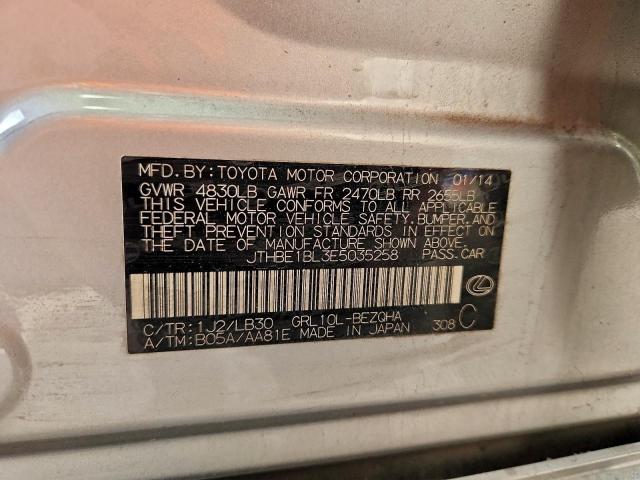 MFD.BY:TOYOTA MOTOR CORPORATION 01/14
GVWR 4830LB GAWR FR 2470LB RR 2655LB
THIS VEHICLE CONFORMS TO ALL APPLICABLE
FEDERAL MOTOR VEHICLE SAFETY,BUMPER,AND
THEFT PREVENTION STANDARDS IN EFFECT ON
THE DATE OF MANUFACTURE SHOWN ABOVE.
JTHBE1BL3E5035258 PASS.CAR
C/TR:1J2/LB30 GRL10L-BEZQHA
A/TM:B05A/AA81E MADE IN JAPAN 308 C